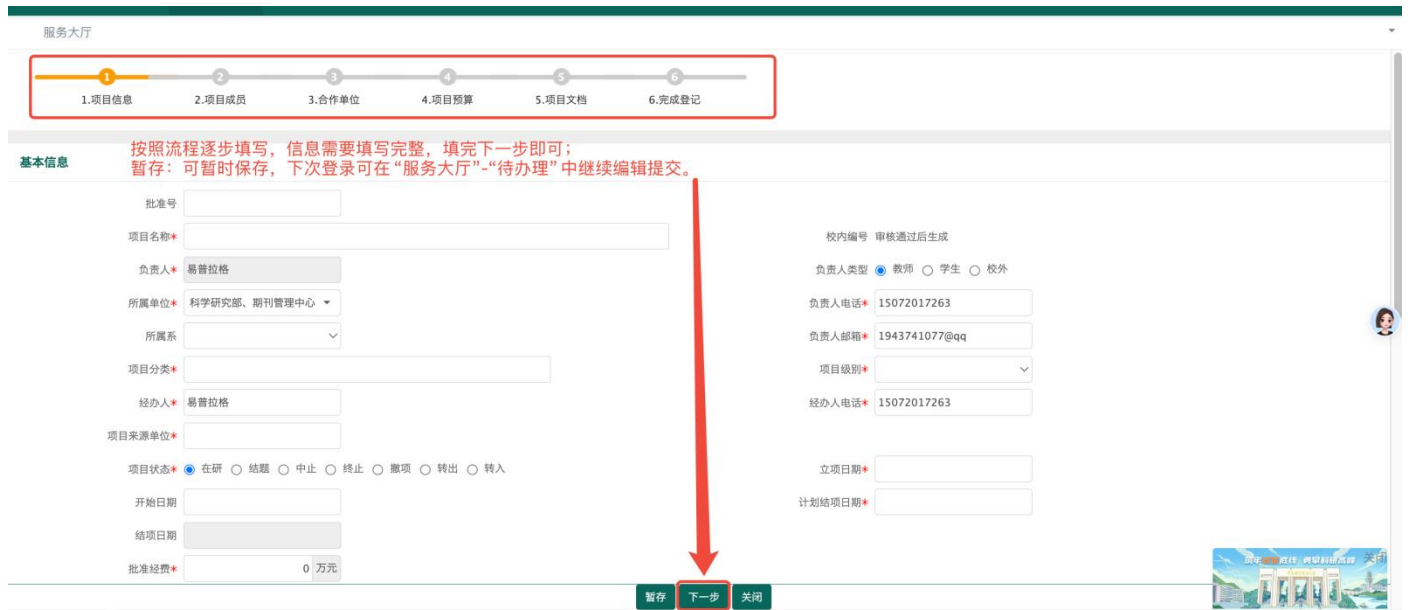 服务大厅
1 2 3 4 5 6
1.项目信息 2.项目成员 3.合作单位 4.项目预算 5.项目文档 6.完成登记
按照流程逐步填写，信息需要填写完整，填完下一步即可；
基本信息
暂存：可暂时保存，下次登录可在“服务大厅”-“待办理”中继续编辑提交。
批准号
项目名称* 校内编号 审核通过后生成
负责人* 易普拉格 负责人类型 教师 学生 校外
所属单位* 科学研究部、期刊管理中心 负责人电话* 15072017263
所属系 负责人邮箱* 1943741077@qq
项目分类* 项目级别*
经办人* 易普拉格 经办人电话* 15072017263
项目来源单位*
项目状态* 在研 结题 中止 终止 撤项 转出 转入 立项日期*
开始日期 计划结项日期*
结项日期
关闭
批准经费* 0 万元
暂存 下一步 关闭